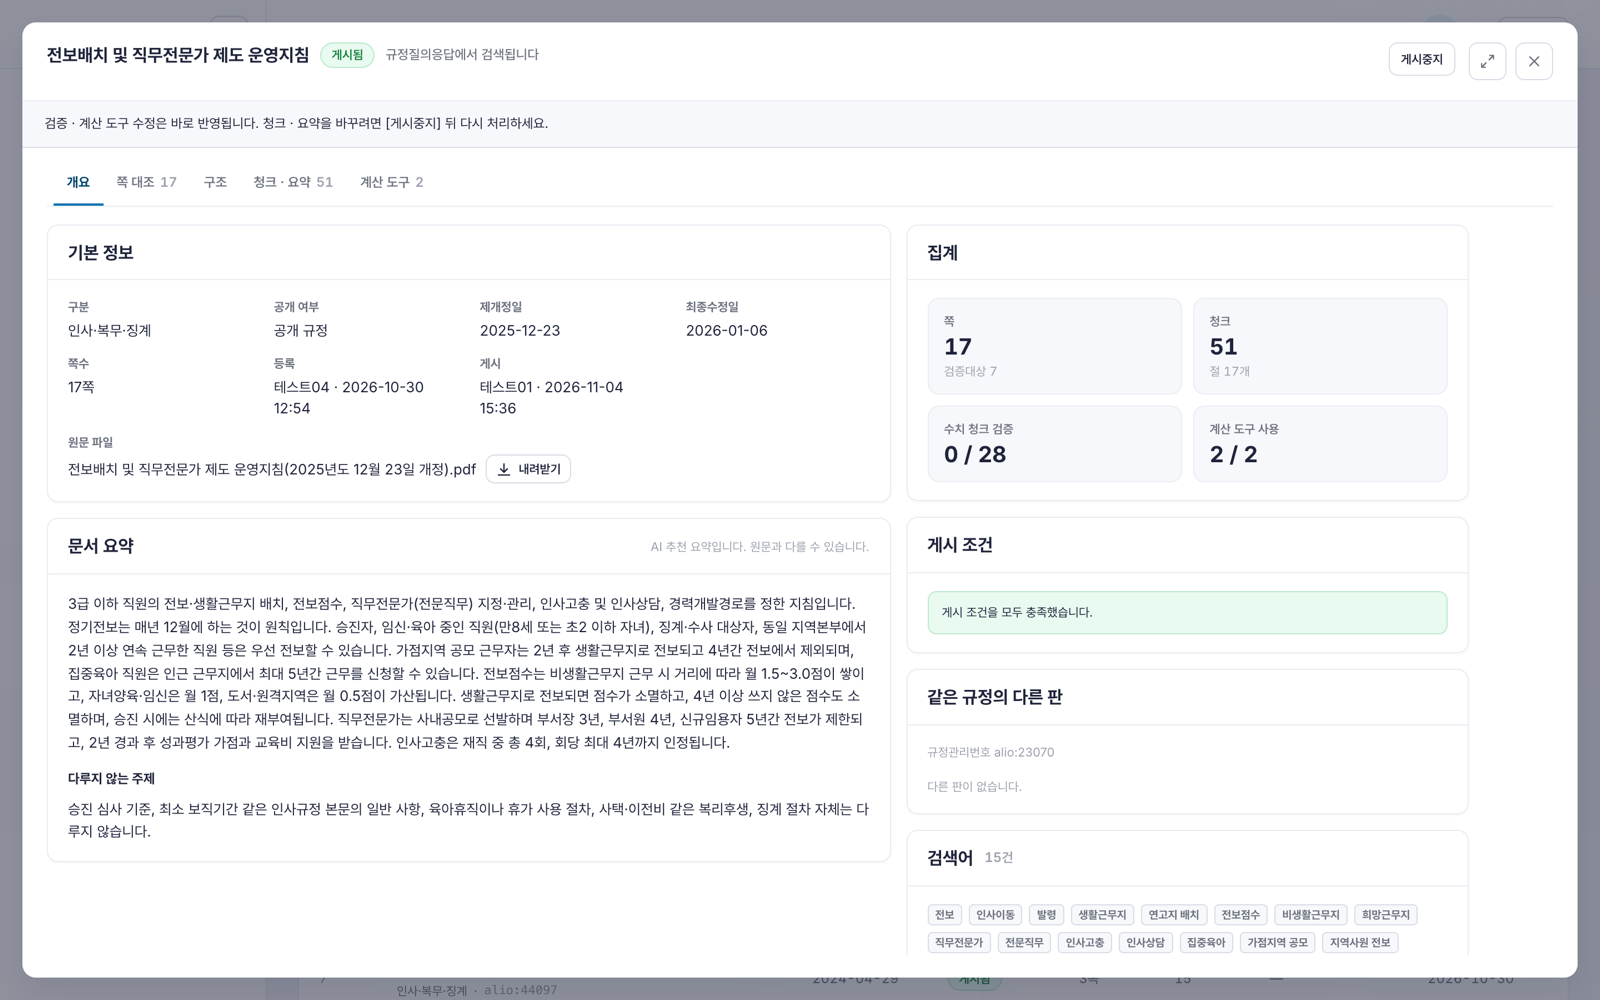 전보배치 및 직무전문가 제도 운영지침 게시됨 규정질의응답에서 검색됩니다
게시중지
검증 · 계산 도구 수정은 바로 반영됩니다. 청크 · 요약을 바꾸려면 [게시중지] 뒤 다시 처리하세요.
개요 쪽 대조 17 구조 청크 · 요약 51 계산 도구 2
기본 정보
구분 공개 여부 제개정일 최종수정일
인사·복무·징계 공개 규정 2025-12-23 2026-01-06
쪽수 등록 게시
17쪽 테스트04 · 2026-10-30 테스트01 · 2026-11-04
12:54 15:36
원문 파일
전보배치 및 직무전문가 제도 운영지침(2025년도 12월 23일 개정).pdf 내려받기
문서 요약 AI 추천 요약입니다. 원문과 다를 수 있습니다.
3급 이하 직원의 전보·생활근무지 배치, 전보점수, 직무전문가(전문직무) 지정·관리, 인사고충 및 인사상담, 경력개발경로를 정한 지침입니다.
정기전보는 매년 12월에 하는 것이 원칙입니다. 승진자, 임신·육아 중인 직원(만8세 또는 초2 이하 자녀), 징계·수사 대상자, 동일 지역본부에서
2년 이상 연속 근무한 직원 등은 우선 전보할 수 있습니다. 가점지역 공모 근무자는 2년 후 생활근무지로 전보되고 4년간 전보에서 제외되며,
집중육아 직원은 인근 근무지에서 최대 5년간 근무를 신청할 수 있습니다. 전보점수는 비생활근무지 근무 시 거리에 따라 월 1.5~3.0점이 쌓이
고, 자녀양육·임신은 월 1점, 도서·원격지역은 월 0.5점이 가산됩니다. 생활근무지로 전보되면 점수가 소멸하고, 4년 이상 쓰지 않은 점수도 소
멸하며, 승진 시에는 산식에 따라 재부여됩니다. 직무전문가는 사내공모로 선발하며 부서장 3년, 부서원 4년, 신규임용자 5년간 전보가 제한되
고, 2년 경과 후 성과평가 가점과 교육비 지원을 받습니다. 인사고충은 재직 중 총 4회, 회당 최대 4년까지 인정됩니다.
다루지 않는 주제
승진 심사 기준, 최소 보직기간 같은 인사규정 본문의 일반 사항, 육아휴직이나 휴가 사용 절차, 사택·이전비 같은 복리후생, 징계 절차 자체는 다
루지 않습니다.
집계
쪽 청크
17 51
검증대상 7 절 17개
수치 청크 검증 계산 도구 사용
0 / 28 2 / 2
게시 조건
게시 조건을 모두 충족했습니다.
같은 규정의 다른 판
규정관리번호 alio:23070
다른 판이 없습니다.
검색어 15건
전보 인사이동 발령 생활근무지 연고지 배치 전보점수 비생활근무지 희망근무지
직무전문가 전문직무 인사고충 인사상담 집중육아 가점지역 공모 지역사원 전보
7 2024-04-29 게시됨 3쪽 15 — 2026-10-30
인사·복무·징계 · alio:44097